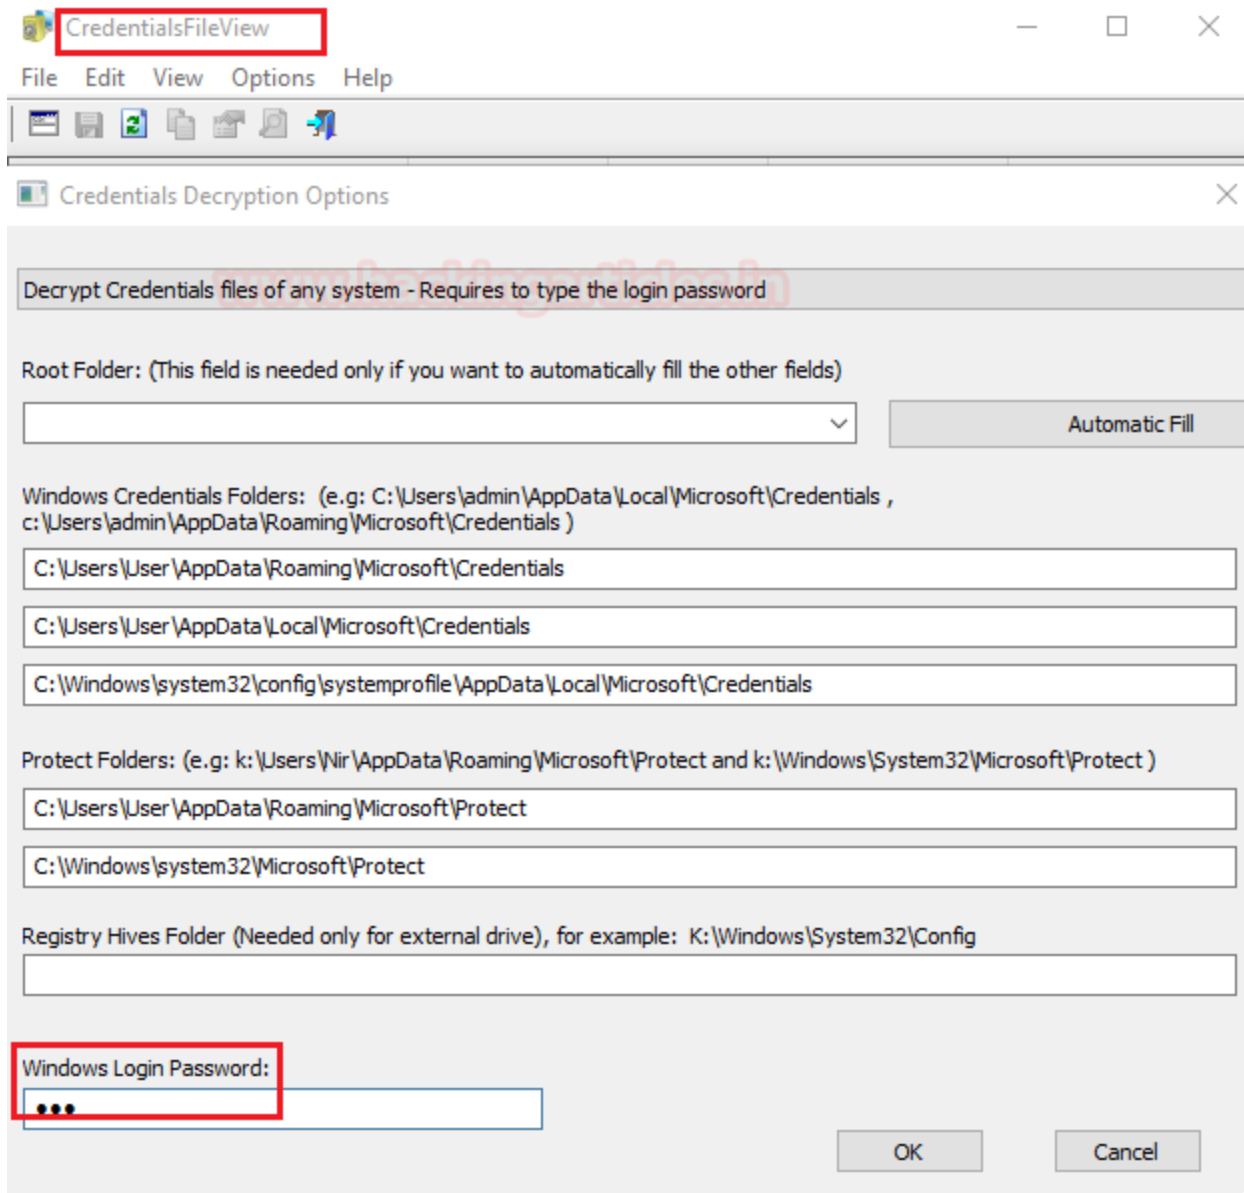 CredentialsFileView
File Edit View Options Help
Credentials Decryption Options
www.hackingarticles.in
Decrypt Credentials files of any system - Requires to type the login password
Root Folder: (This field is needed only if you want to automatically fill the other fields)
Automatic Fill
Windows Credentials Folders: (e.g: C:\Users\admin\AppData\Local\Microsoft\Credentials ,
c:\Users\admin\AppData\Roaming\Microsoft\Credentials )
C:\Users\User\AppData\Roaming\Microsoft\Credentials
C:\Users\User\AppData\Local\Microsoft\Credentials
C:\Windows\system32\config\systemprofile\AppData\Local\Microsoft\Credentials
Protect Folders: (e.g: k:\Users\Nir\AppData\Roaming\Microsoft\Protect and k:\Windows\System32\Microsoft\Protect )
C:\Users\User\AppData\Roaming\Microsoft\Protect
C:\Windows\system32\Microsoft\Protect
Registry Hives Folder (Needed only for external drive), for example: K:\Windows\System32\Config
Windows Login Password:
●●●
OK Cancel